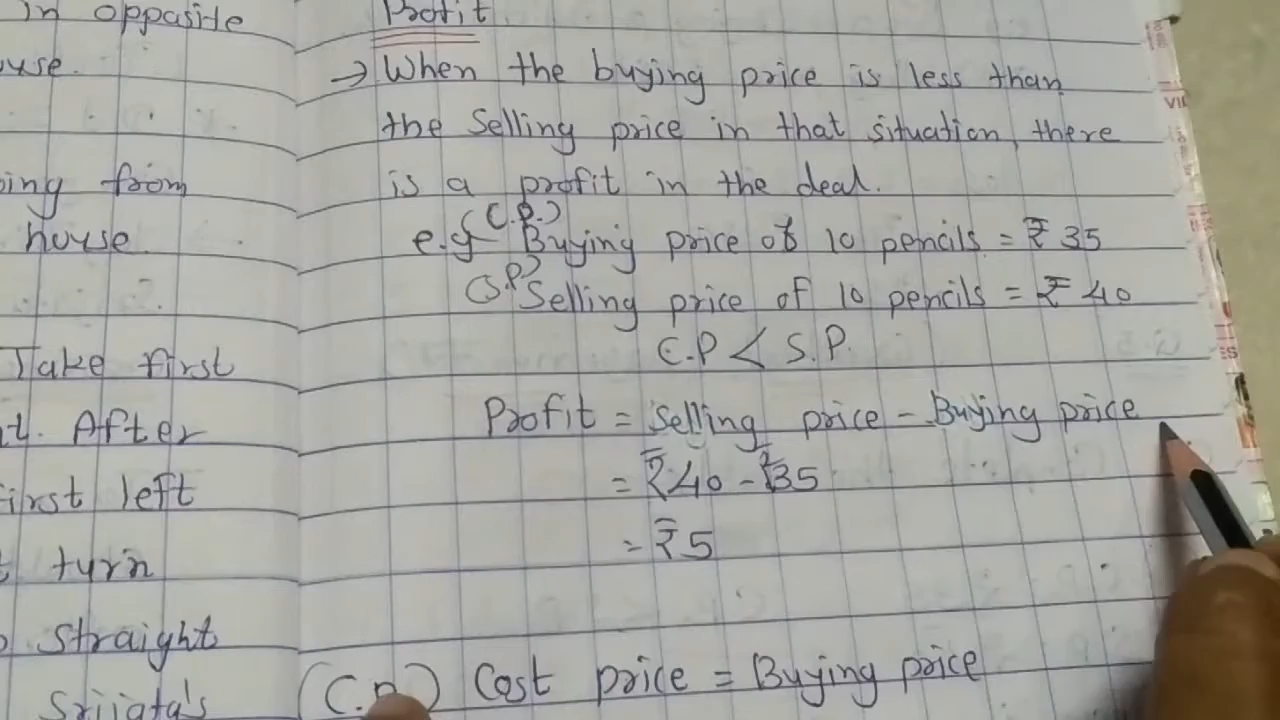 in opposite
house.
from
house.
Take first
After
first left
turn
Straight
Srijata's
Profit
→ When the buying price is less than
the selling price in that situation, there
is a profit in the deal.
(C.P.)
e.g Buying price of 10 pencils = ₹ 35
(S.P) Selling price of 10 pencils = ₹ 40
C.P < S.P.
Profit = Selling price - Buying price
= ₹40 - ₹35
= ₹5
Cost price = Buying price